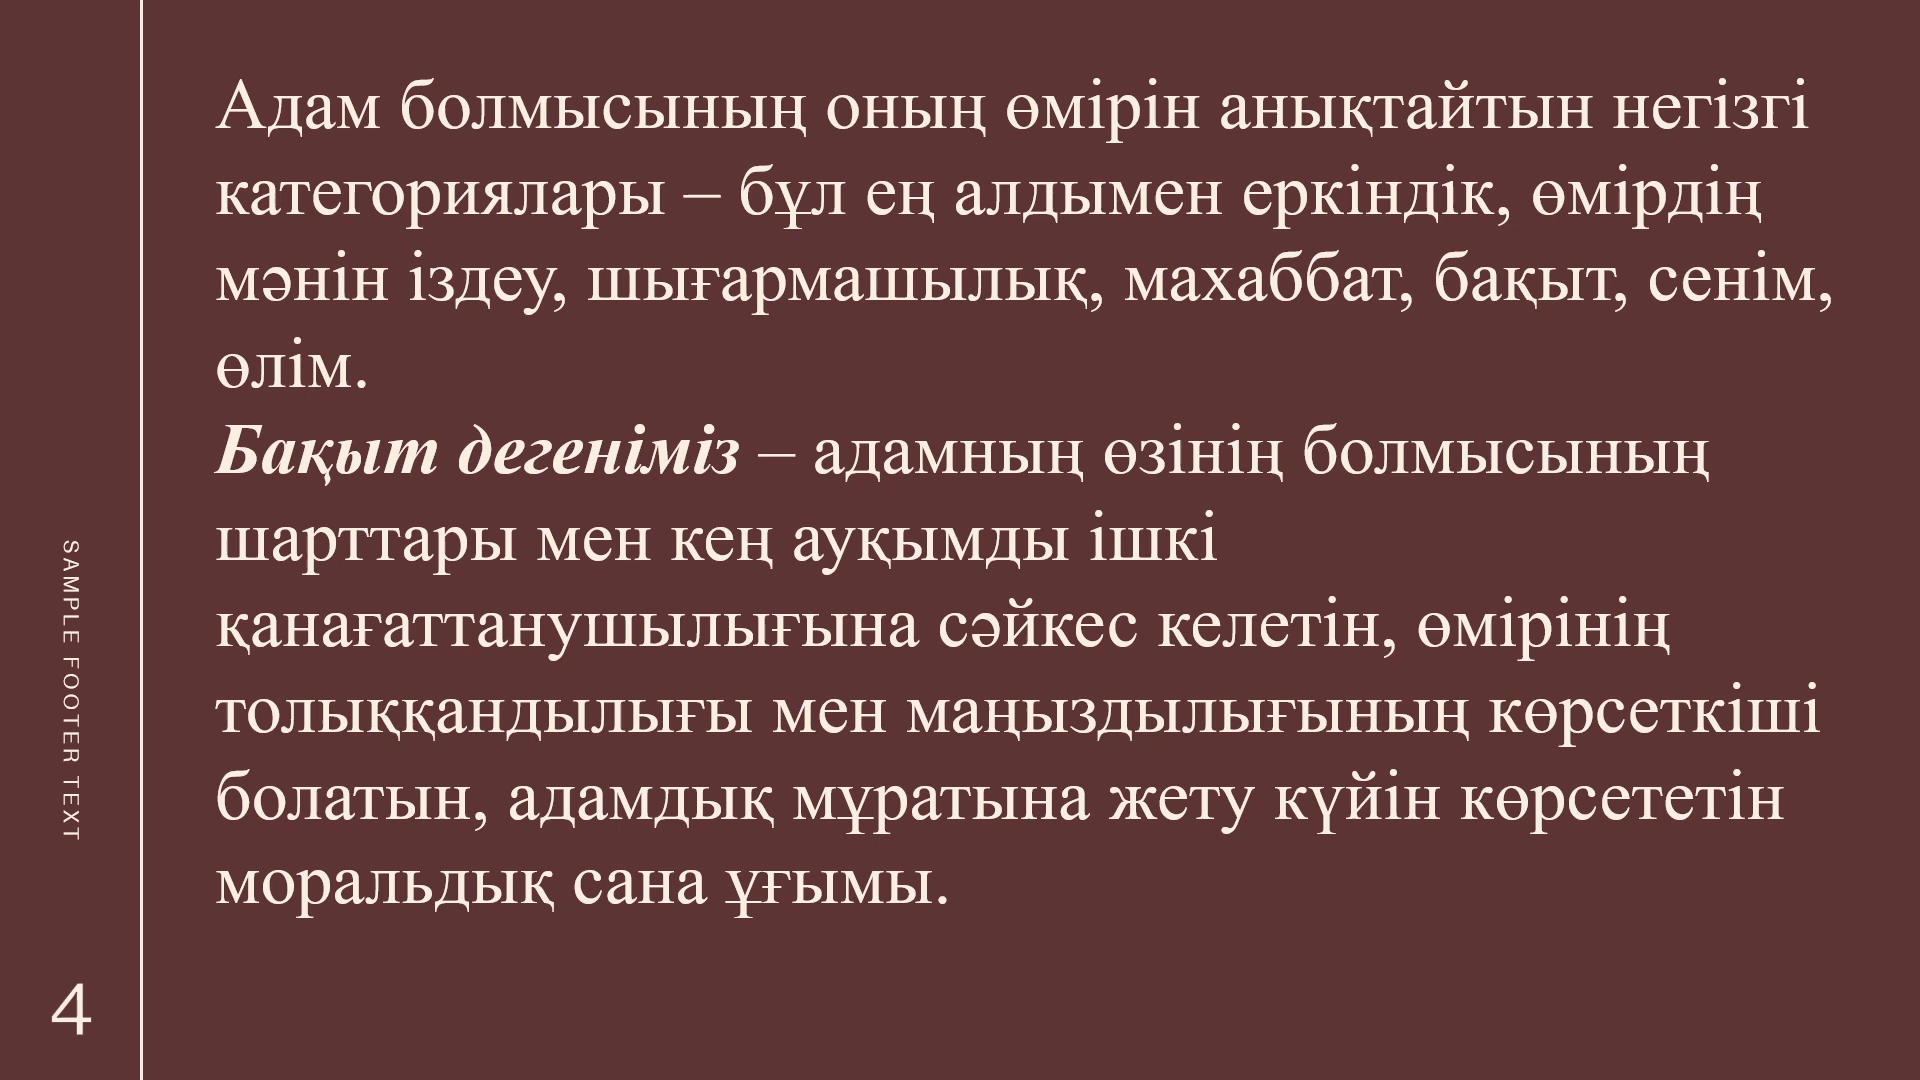 Адам болмысының оның өмірін анықтайтын негізгі
категориялары – бұл ең алдымен еркіндік, өмірдің
мәнін іздеу, шығармашылық, махаббат, бақыт, сенім,
өлім.
Бақыт дегеніміз – адамның өзінің болмысының
шарттары мен кең ауқымды ішкі
қанағаттанушылығына сәйкес келетін, өмірінің
толыққандылығы мен маңыздылығының көрсеткіші
болатын, адамдық мұратына жету күйін көрсететін
моральдық сана ұғымы.
SAMPLE FOOTER TEXT
4